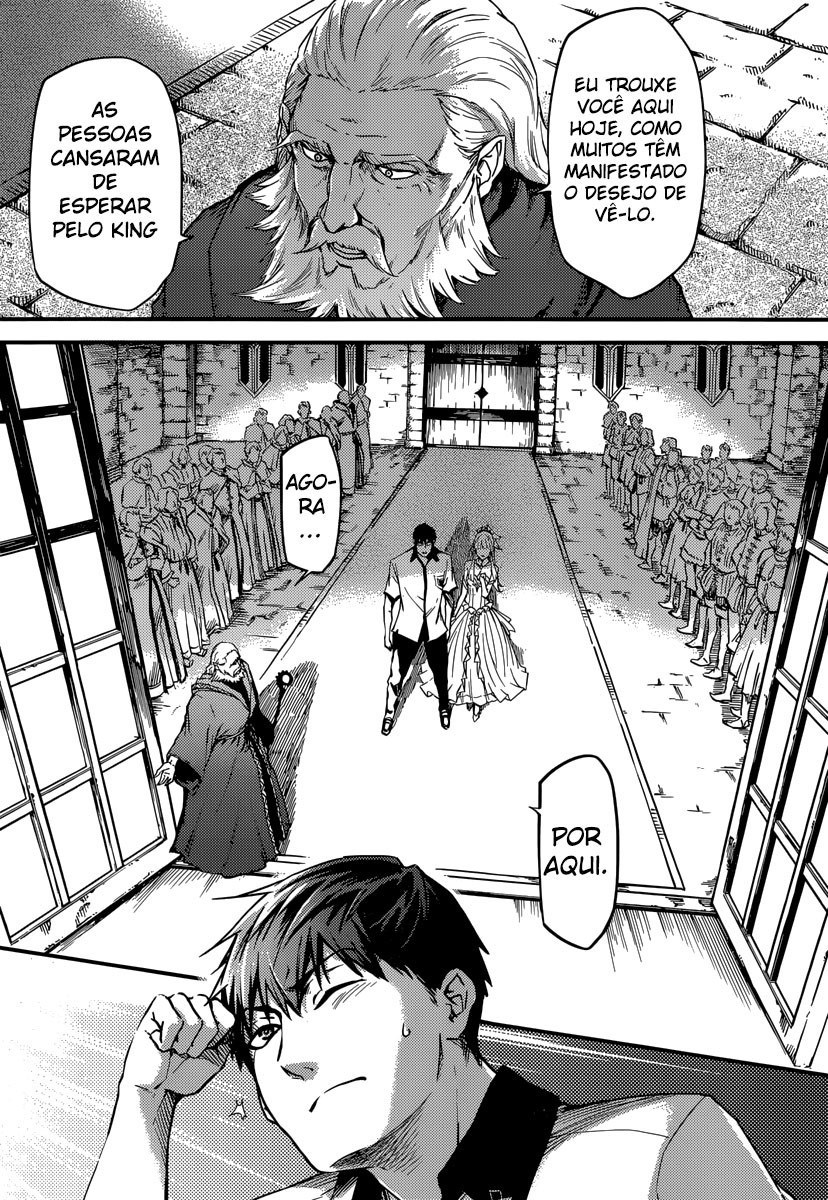 EU TROUXE
VOCÊ AQUI
HOJE, COMO
MUITOS TÊM
MANIFESTADO
O DESEJO DE
VÊ-LO.
AS
PESSOAS
CANSARAM
DE
ESPERAR
PELO KING
AGO-
RA
...
POR
AQUI.